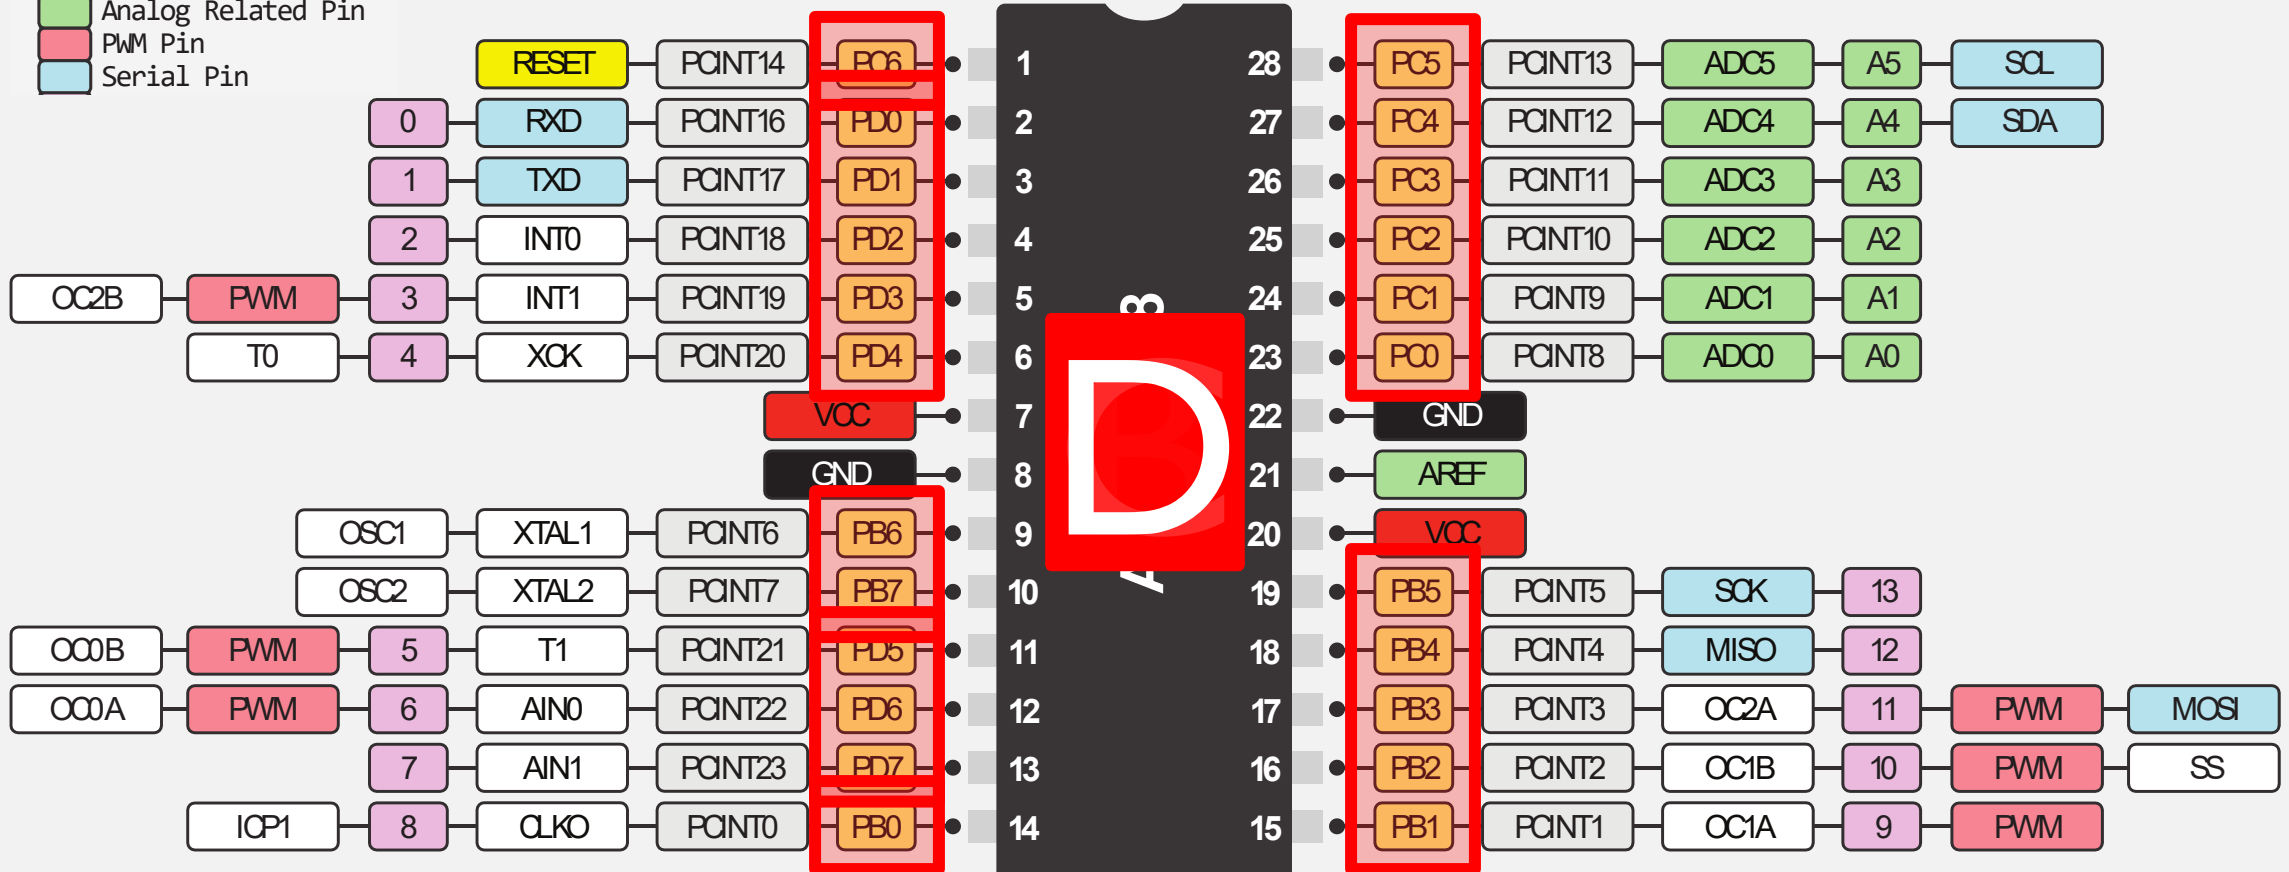 Analog Related Pin
PWM Pin
Serial Pin
RESET PCINT14 PC6 1 28 PC5 PCINT13 ADC5 A5 SCL
0 RXD PCINT16 PD0 2 27 PC4 PCINT12 ADC4 A4 SDA
1 TXD PCINT17 PD1 3 26 PC3 PCINT11 ADC3 A3
2 INT0 PCINT18 PD2 4 25 PC2 PCINT10 ADC2 A2
OC2B PWM 3 INT1 PCINT19 PD3 5 24 PC1 PCINT9 ADC1 A1
T0 4 XCK PCINT20 PD4 6 23 PC0 PCINT8 ADC0 A0
VCC 7 22 GND
D
GND 8 21 AREF
OSC1 XTAL1 PCINT6 PB6 9 20 VCC
OSC2 XTAL2 PCINT7 PB7 10 19 PB5 PCINT5 SCK 13
OC0B PWM 5 T1 PCINT21 PD5 11 18 PB4 PCINT4 MISO 12
OC0A PWM 6 AIN0 PCINT22 PD6 12 17 PB3 PCINT3 OC2A 11 PWM MOSI
7 AIN1 PCINT23 PD7 13 16 PB2 PCINT2 OC1B 10 PWM SS
ICP1 8 CLKO PCINT0 PB0 14 15 PB1 PCINT1 OC1A 9 PWM